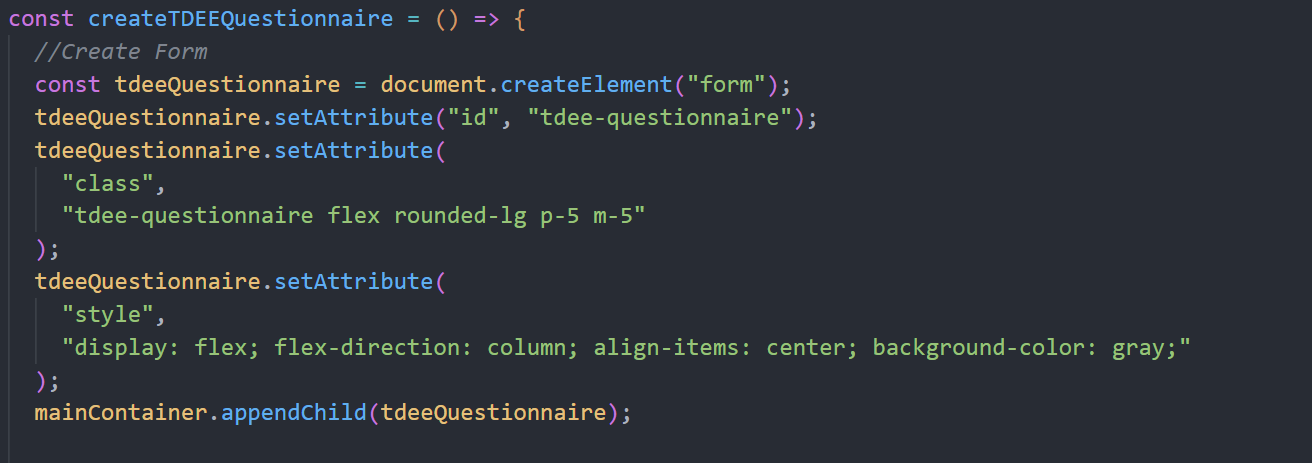 const createTDEEQuestionnaire = () => {
//Create Form
const tdeeQuestionnaire = document.createElement("form");
tdeeQuestionnaire.setAttribute("id", "tdee-questionnaire");
tdeeQuestionnaire.setAttribute(
"class",
"tdee-questionnaire flex rounded-lg p-5 m-5"
);
tdeeQuestionnaire.setAttribute(
"style",
"display: flex; flex-direction: column; align-items: center; background-color: gray;"
);
mainContainer.appendChild(tdeeQuestionnaire);